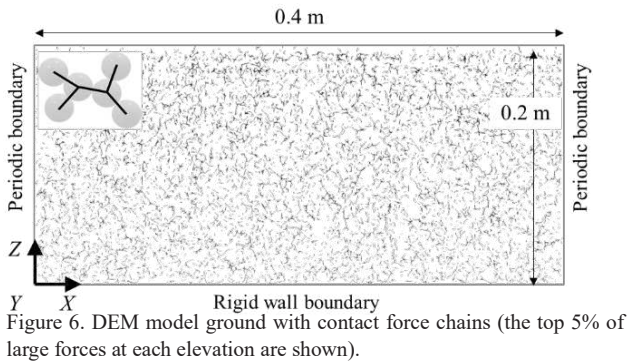 0.4 m
Periodic boundary
0.2 m
Periodic boundary
Z
Y
X
Rigid wall boundary
Figure 6. DEM model ground with contact force chains (the top 5% of
large forces at each elevation are shown).